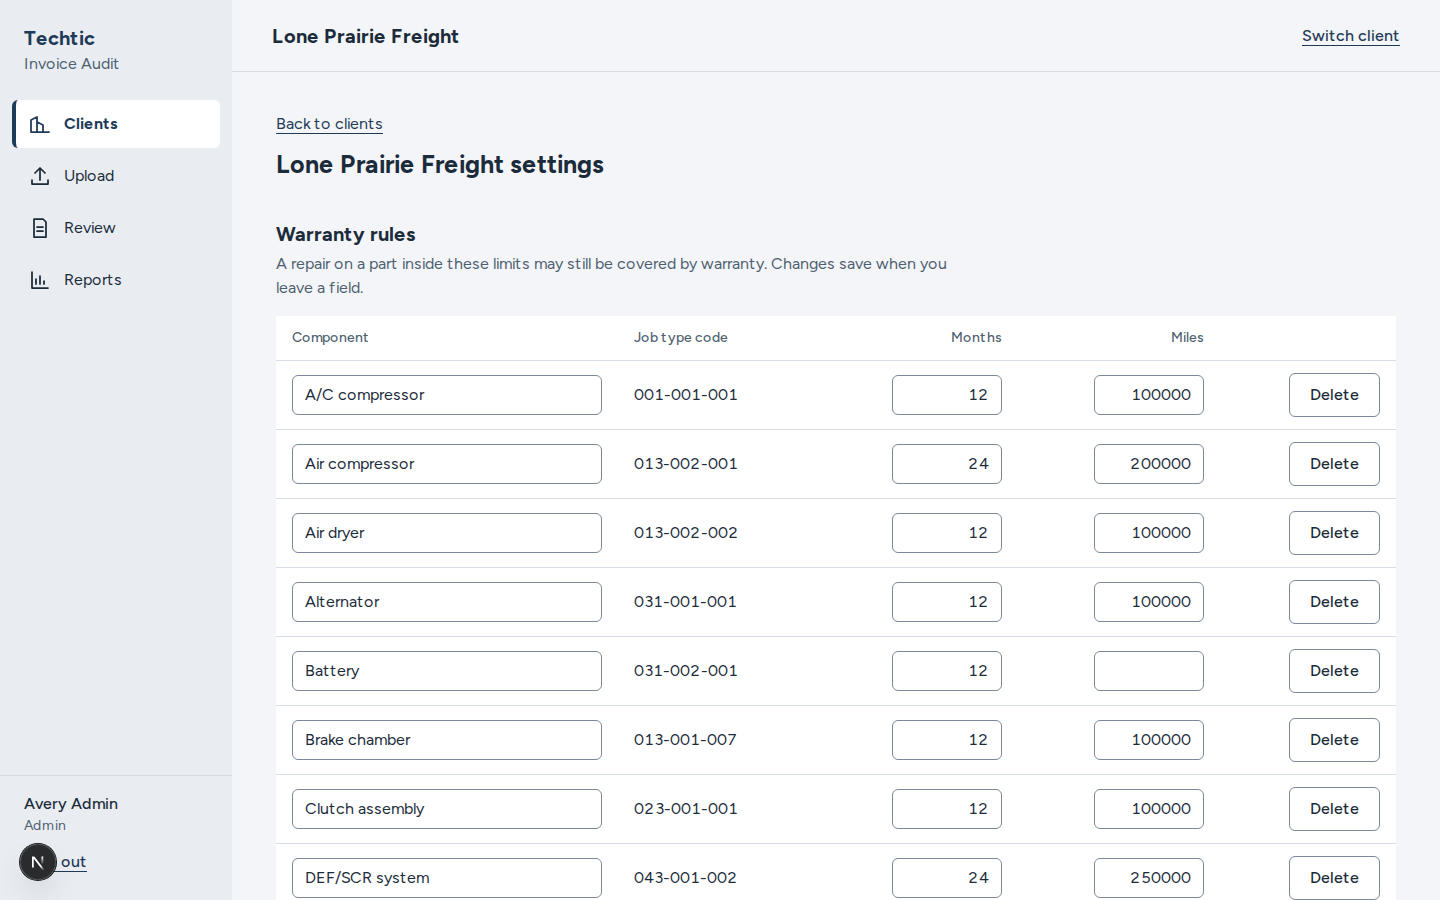 Techtic
Invoice Audit
Clients
Upload
Review
Reports
Avery Admin
Admin
out
Lone Prairie Freight
Switch client
Back to clients
Lone Prairie Freight settings
Warranty rules
A repair on a part inside these limits may still be covered by warranty. Changes save when you
leave a field.
Component Job type code Months Miles
A/C compressor 001-001-001 12 100000 Delete
Air compressor 013-002-001 24 200000 Delete
Air dryer 013-002-002 12 100000 Delete
Alternator 031-001-001 12 100000 Delete
Battery 031-002-001 12 Delete
Brake chamber 013-001-007 12 100000 Delete
Clutch assembly 023-001-001 12 100000 Delete
DEF/SCR system 043-001-002 24 250000 Delete